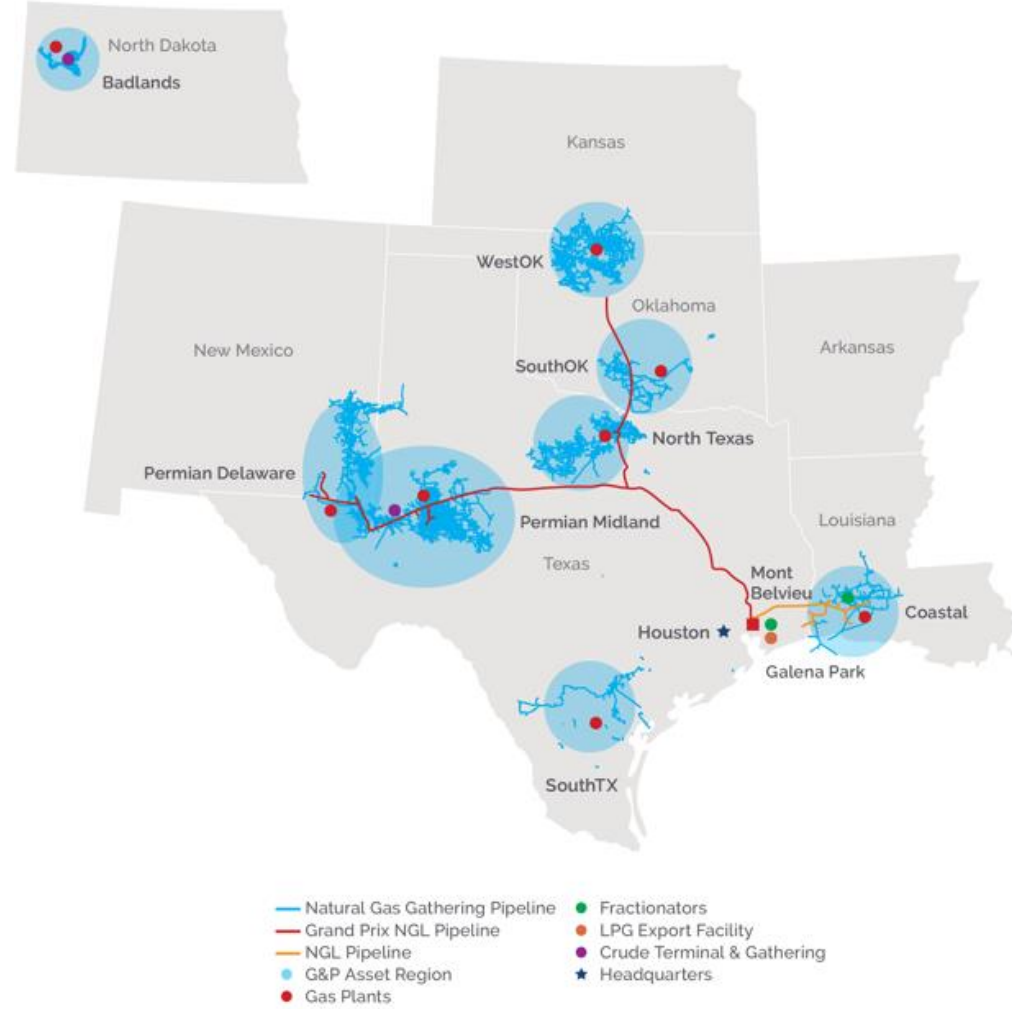 North Dakota
Badlands
Kansas
WestOK
Oklahoma
New Mexico
SouthOK
Arkansas
North Texas
Permian Delaware
Permian Midland
Louisiana
Texas
Mont
Belvieu
Coastal
Houston
Galena Park
SouthTX
Natural Gas Gathering Pipeline
Grand Prix NGL Pipeline
NGL Pipeline
G&P Asset Region
Gas Plants
Fractionators
LPG Export Facility
Crude Terminal & Gathering
Headquarters